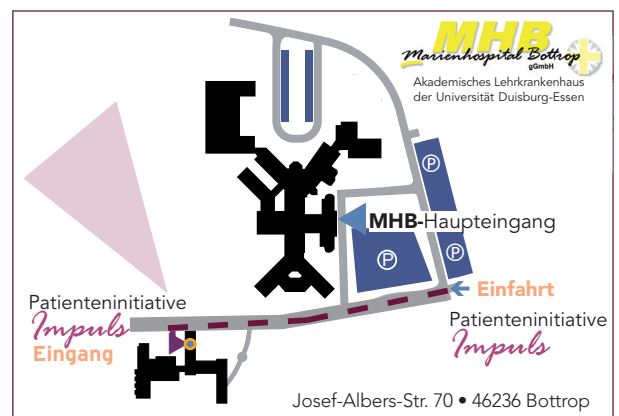 MHB
Marienhospital Bottrop
gGmbH
Akademisches Lehrkrankenhaus
der Universität Duisburg-Essen
P
P
P
MHB-Haupteingang
Einfahrt
Patienteninitiative
Impuls
Eingang
Patienteninitiative
Impuls
Josef-Albers-Str. 70 • 46236 Bottrop